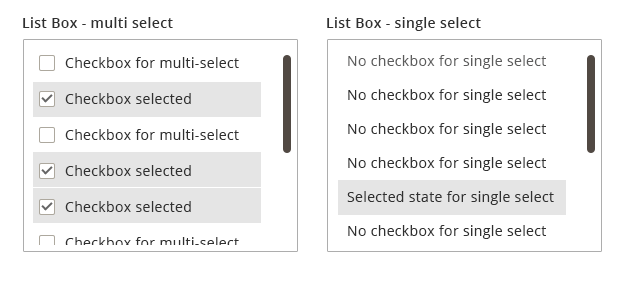 List Box - multi select
Checkbox for multi-select
Checkbox selected
Checkbox for multi-select
Checkbox selected
Checkbox selected
Checkbox for multi-select
List Box - single select
No checkbox for single select
No checkbox for single select
No checkbox for single select
No checkbox for single select
Selected state for single select
No checkbox for single select